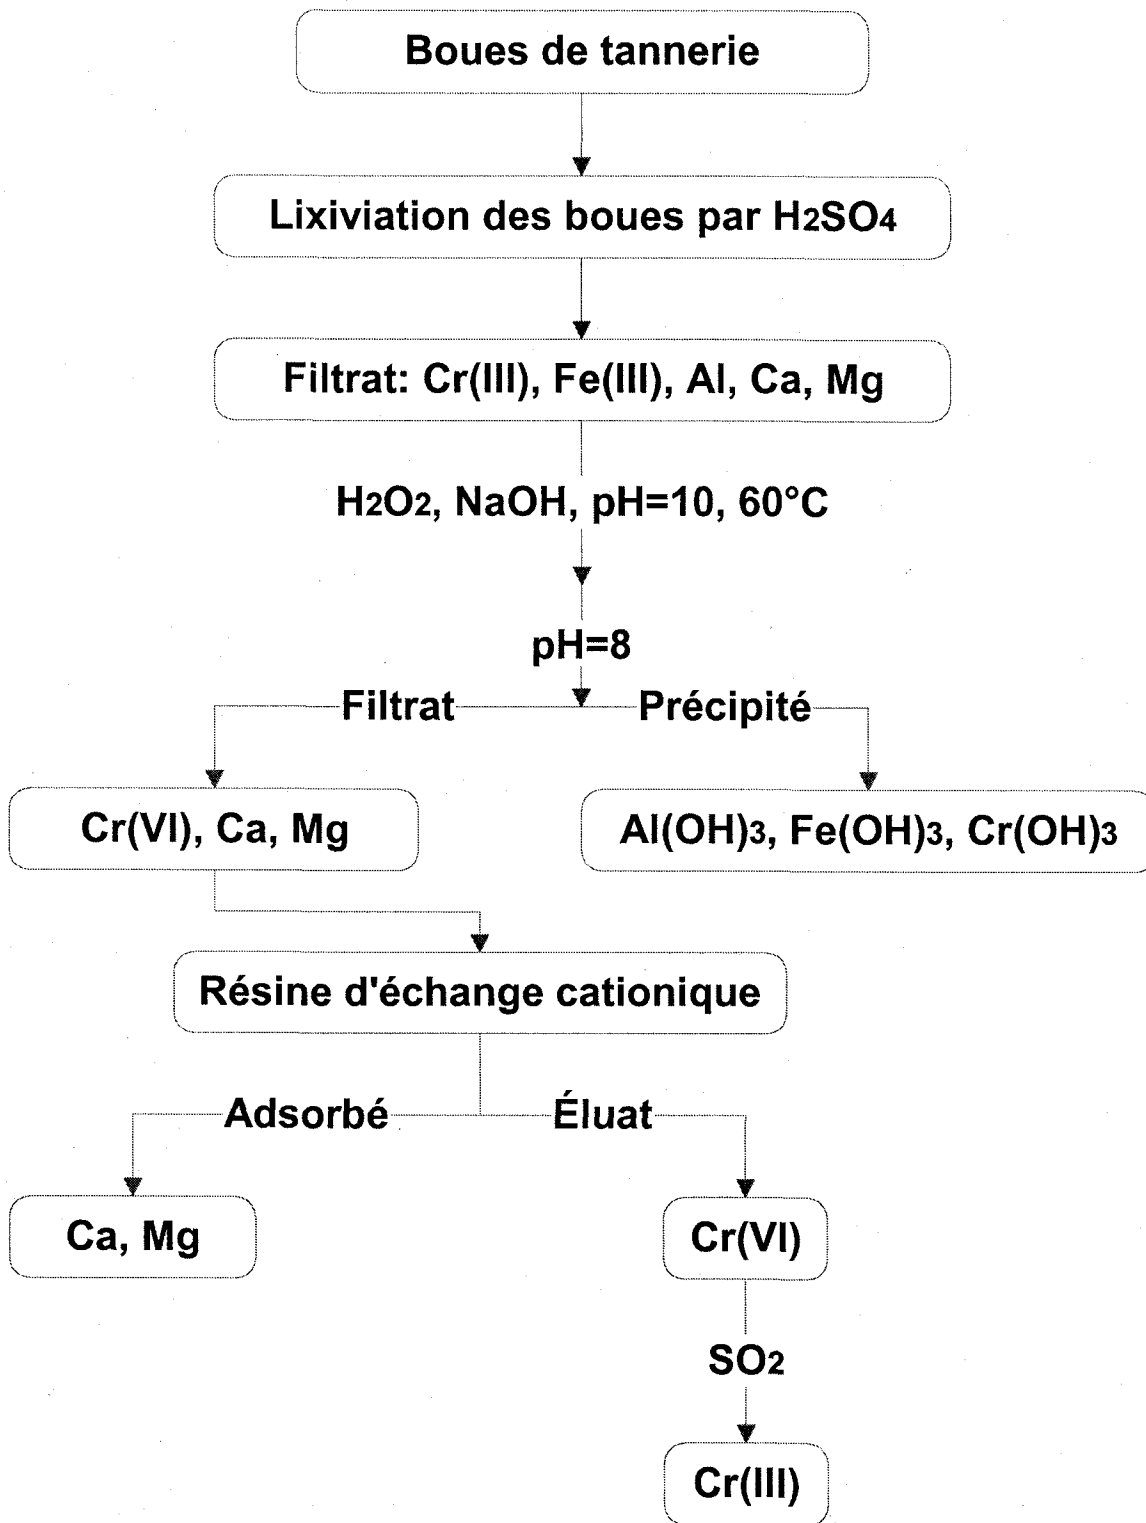 Boues de tannerie
Lixiviation des boues par H2SO4
Filtrat: Cr(III), Fe(III), Al, Ca, Mg
H2O2, NaOH, pH=10, 60°C
pH=8
Filtrat
Précipité
Cr(VI), Ca, Mg
Al(OH)3, Fe(OH)3, Cr(OH)3
Résine d'échange cationique
Adsorbé
Éluat
Ca, Mg
Cr(VI)
SO2
Cr(III)